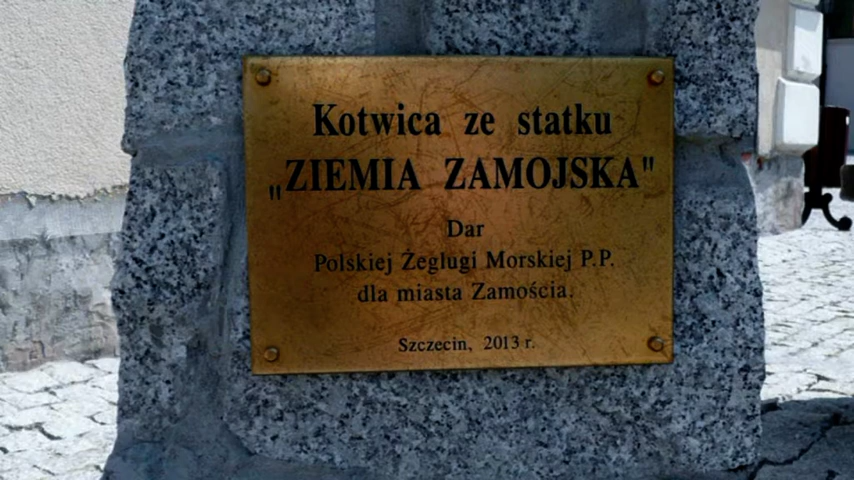 Kotwica ze statku
„ZIEMIA ZAMOJSKA"
Dar
Polskiej Żeglugi Morskiej P.P.
dla miasta Zamościa.
Szczecin, 2013 r.